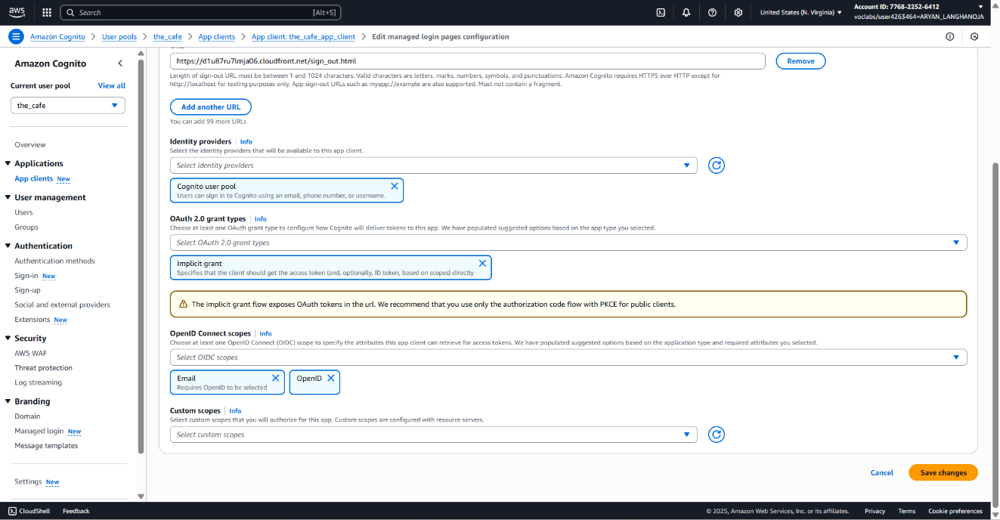 aws
Search
[Alt+S]
United States (N. Virginia)
Account ID: 7768-2252-6412
voclabs/user4263464=ARYAN_LANGHANOJA
Amazon Cognito
User pools
the_cafe
App clients
App client: the_cafe_app_client
Edit managed login pages configuration
Amazon Cognito
Current user pool
View all
the_cafe
Overview
Applications
App clients New
User management
Users
Groups
Authentication
Authentication methods
Sign-in New
Sign-up
Social and external providers
Extensions New
Security
AWS WAF
Threat protection
Log streaming
Branding
Domain
Managed login New
Message templates
Settings New
https://d1u87ru7lmja06.cloudfront.net/sign_out.html
Remove
Length of sign-out URL must be between 1 and 1024 characters. Valid characters are letters, marks, numbers, symbols, and punctuations. Amazon Cognito requires HTTPS over HTTP except for
http://localhost for testing purposes only. App sign-out URLs such as myapp://example are also supported. Must not contain a fragment.
Add another URL
You can add 99 more URLs
Identity providers Info
Select the identity providers that will be available to this app client.
Select identity providers
Cognito user pool
Users can sign in to Cognito using an email, phone number, or username.
OAuth 2.0 grant types Info
Choose at least one OAuth grant type to configure how Cognito will deliver tokens to this app. We have populated suggested options based on the app type you selected.
Select OAuth 2.0 grant types
Implicit grant
Specifies that the client should get the access token (and, optionally, ID token, based on scopes) directly
The implicit grant flow exposes OAuth tokens in the url. We recommend that you use only the authorization code flow with PKCE for public clients.
OpenID Connect scopes Info
Choose at least one OpenID Connect (OIDC) scope to specify the attributes this app client can retrieve for access tokens. We have populated suggested options based on the application type and required attributes you selected.
Select OIDC scopes
Email
Requires OpenID to be selected
OpenID
Custom scopes Info
Select custom scopes that you will authorize for this app. Custom scopes are configured with resource servers.
Select custom scopes
Cancel
Save changes
CloudShell
Feedback
© 2025, Amazon Web Services, Inc. or its affiliates.
Privacy
Terms
Cookie preferences